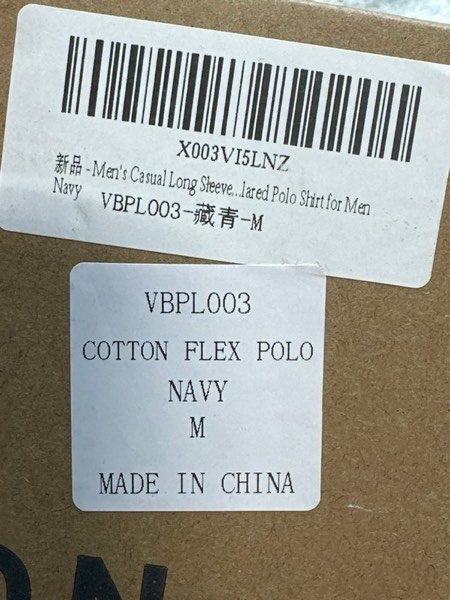 X003VI5LNZ
新品 - Men's Casual Long Sleeve...lared Polo Shirt for Men
Navy VBPL003-藏青-M
VBPL003
COTTON FLEX POLO
NAVY
M
MADE IN CHINA
ON